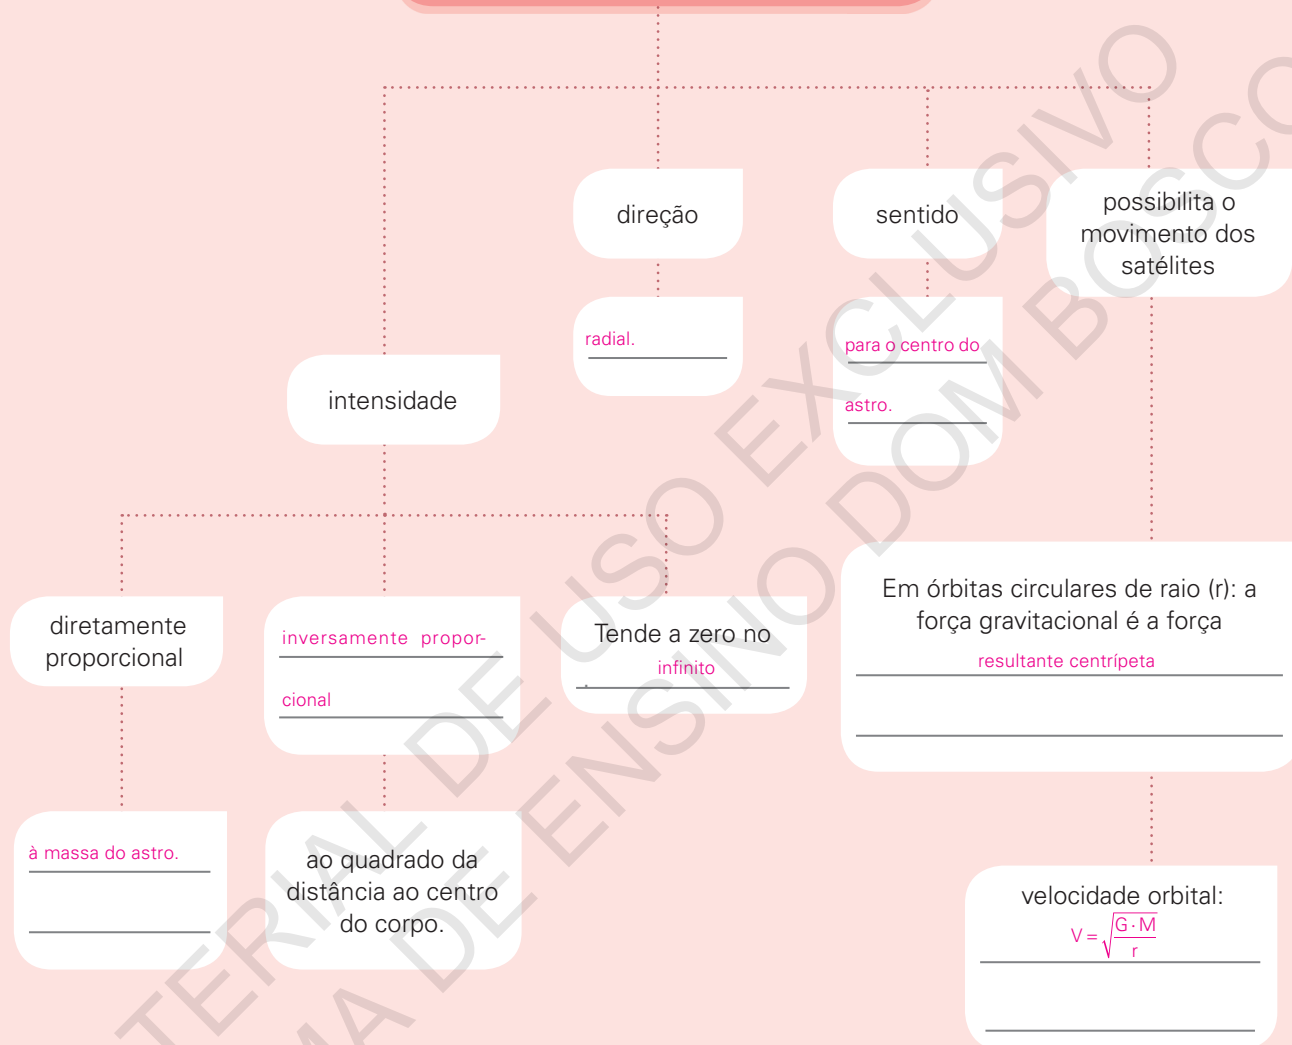 direção
sentido
possibilita o
movimento dos
satélites
radial.
para o centro do
astro.
intensidade
diretamente
proporcional
inversamente propor-
cional
Tende a zero no
infinito
.
Em órbitas circulares de raio (r): a
força gravitacional é a força
resultante centrípeta
à massa do astro.
ao quadrado da
distância ao centro
do corpo.
velocidade orbital:
V = √(G · M / r)
TERIAL DE USO EXCLUSIVO
MA DE ENSINO DOM BOSCO